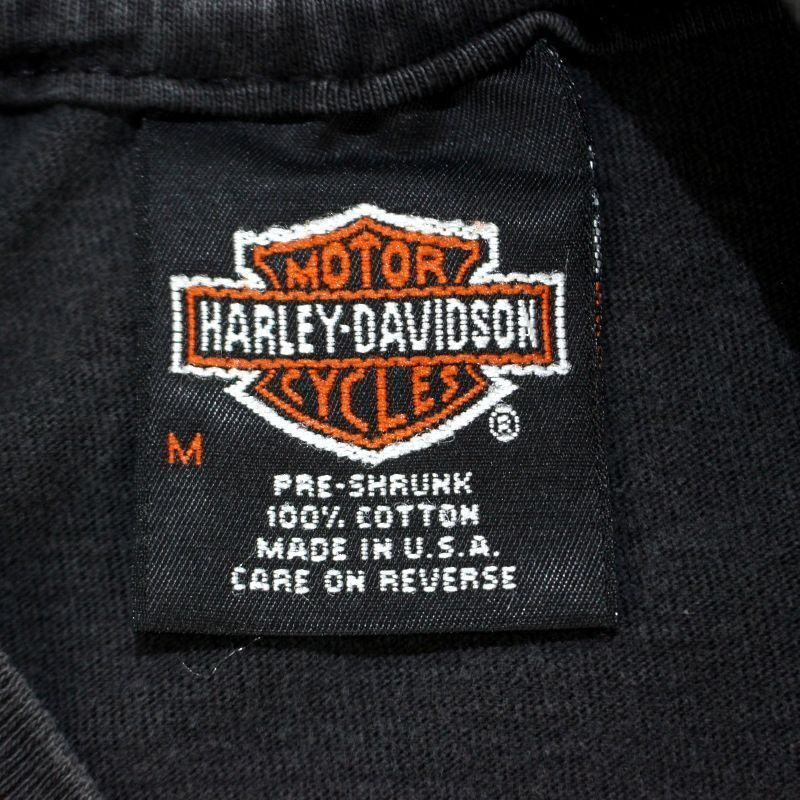 MOTOR
HARLEY-DAVIDSON
CYCLES
®
M
PRE-SHRUNK
100% COTTON
MADE IN U.S.A.
CARE ON REVERSE